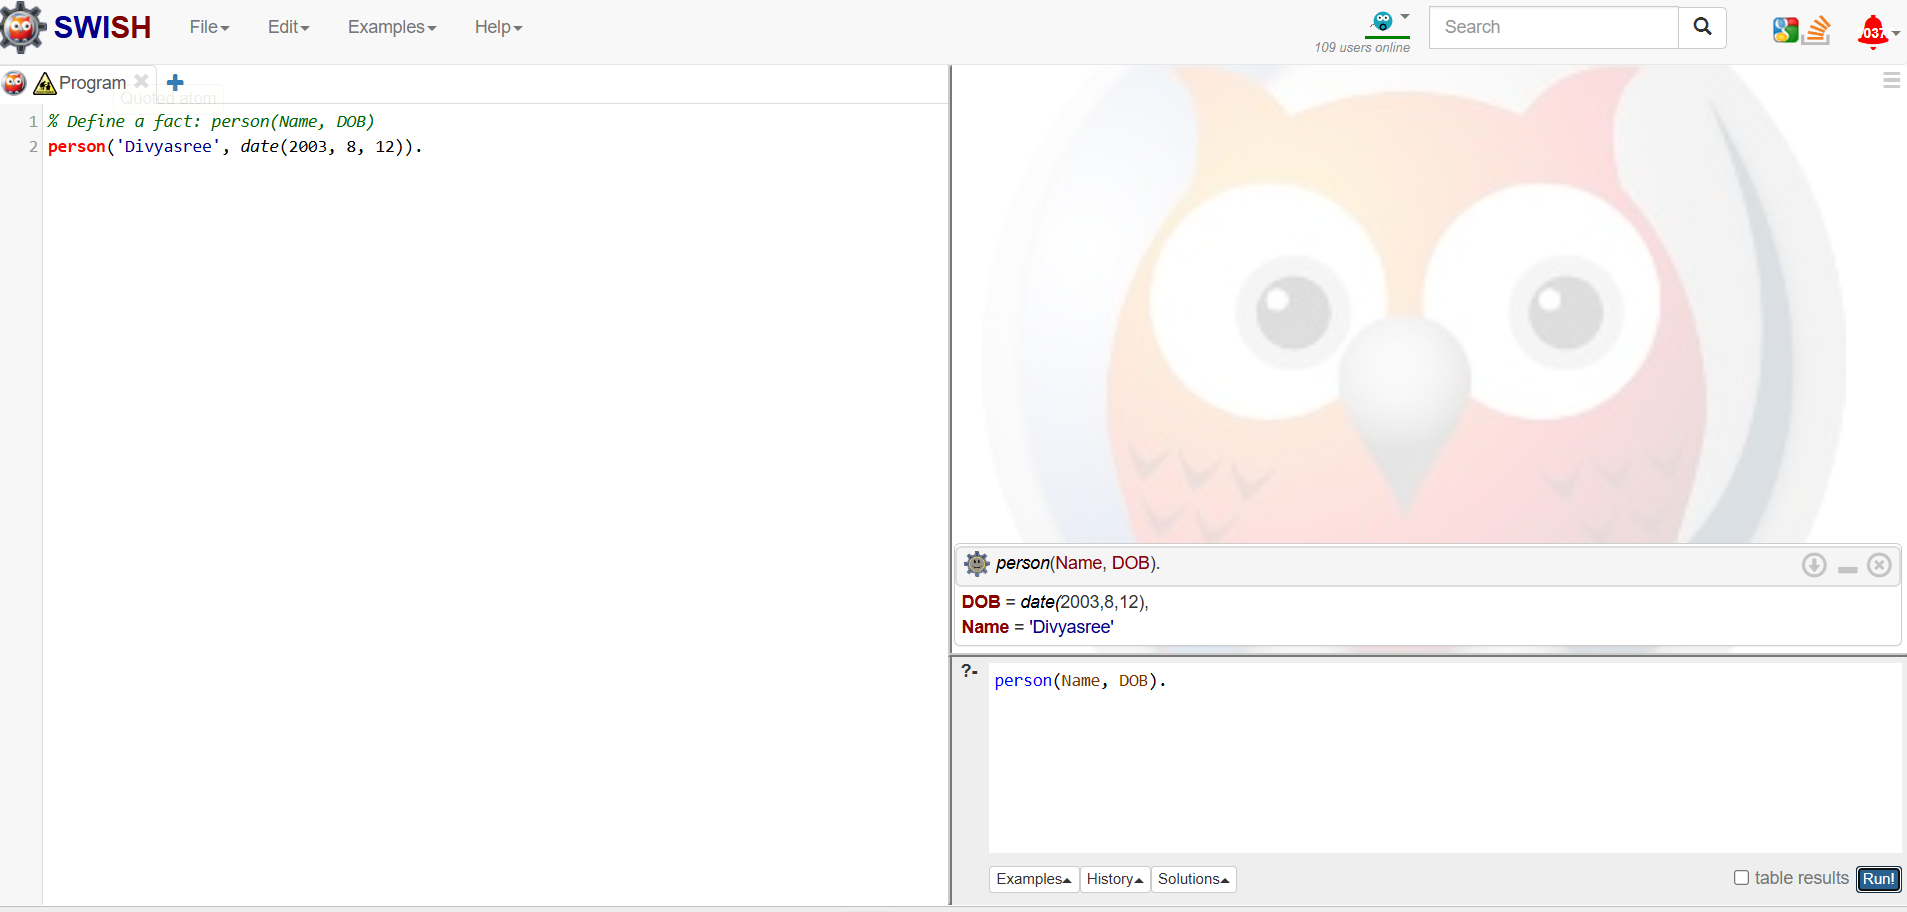 SWISH File Edit Examples Help
109 users online
Search
Program
Quoted atom
1 % Define a fact: person(Name, DOB)
2 person('Divyasree', date(2003, 8, 12)).
person(Name, DOB).
DOB = date(2003,8,12),
Name = 'Divyasree'
?- person(Name, DOB).
Examples History Solutions
table results Run!